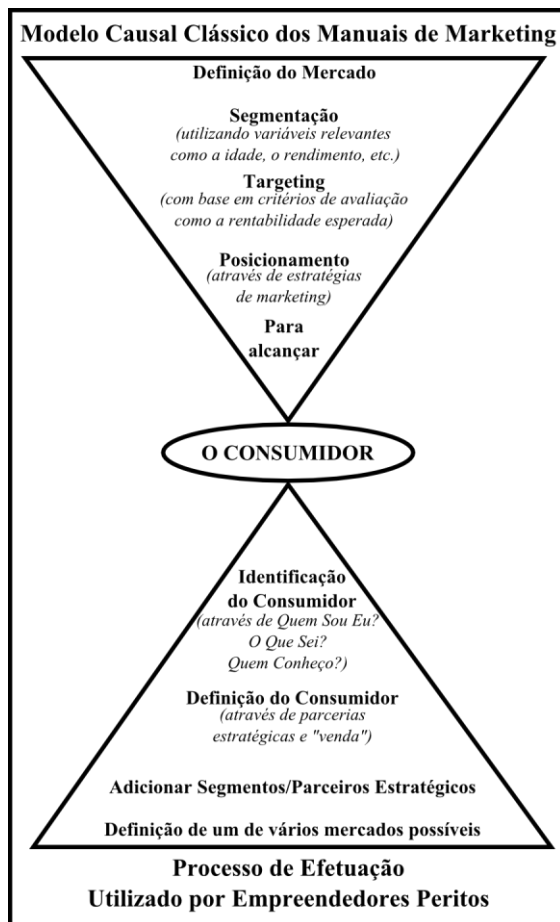 Modelo Causal Clássico dos Manuais de Marketing
Definição do Mercado
Segmentação
(utilizando variáveis relevantes
como a idade, o rendimento, etc.)
Targeting
(com base em critérios de avaliação
como a rentabilidade esperada)
Posicionamento
(através de estratégias
de marketing)
Para
alcançar
O CONSUMIDOR
Identificação
do Consumidor
(através de Quem Sou Eu?
O Que Sei?
Quem Conheço?)
Definição do Consumidor
(através de parcerias
estratégicas e "venda")
Adicionar Segmentos/Parceiros Estratégicos
Definição de um de vários mercados possíveis
Processo de Efetuação
Utilizado por Empreendedores Peritos